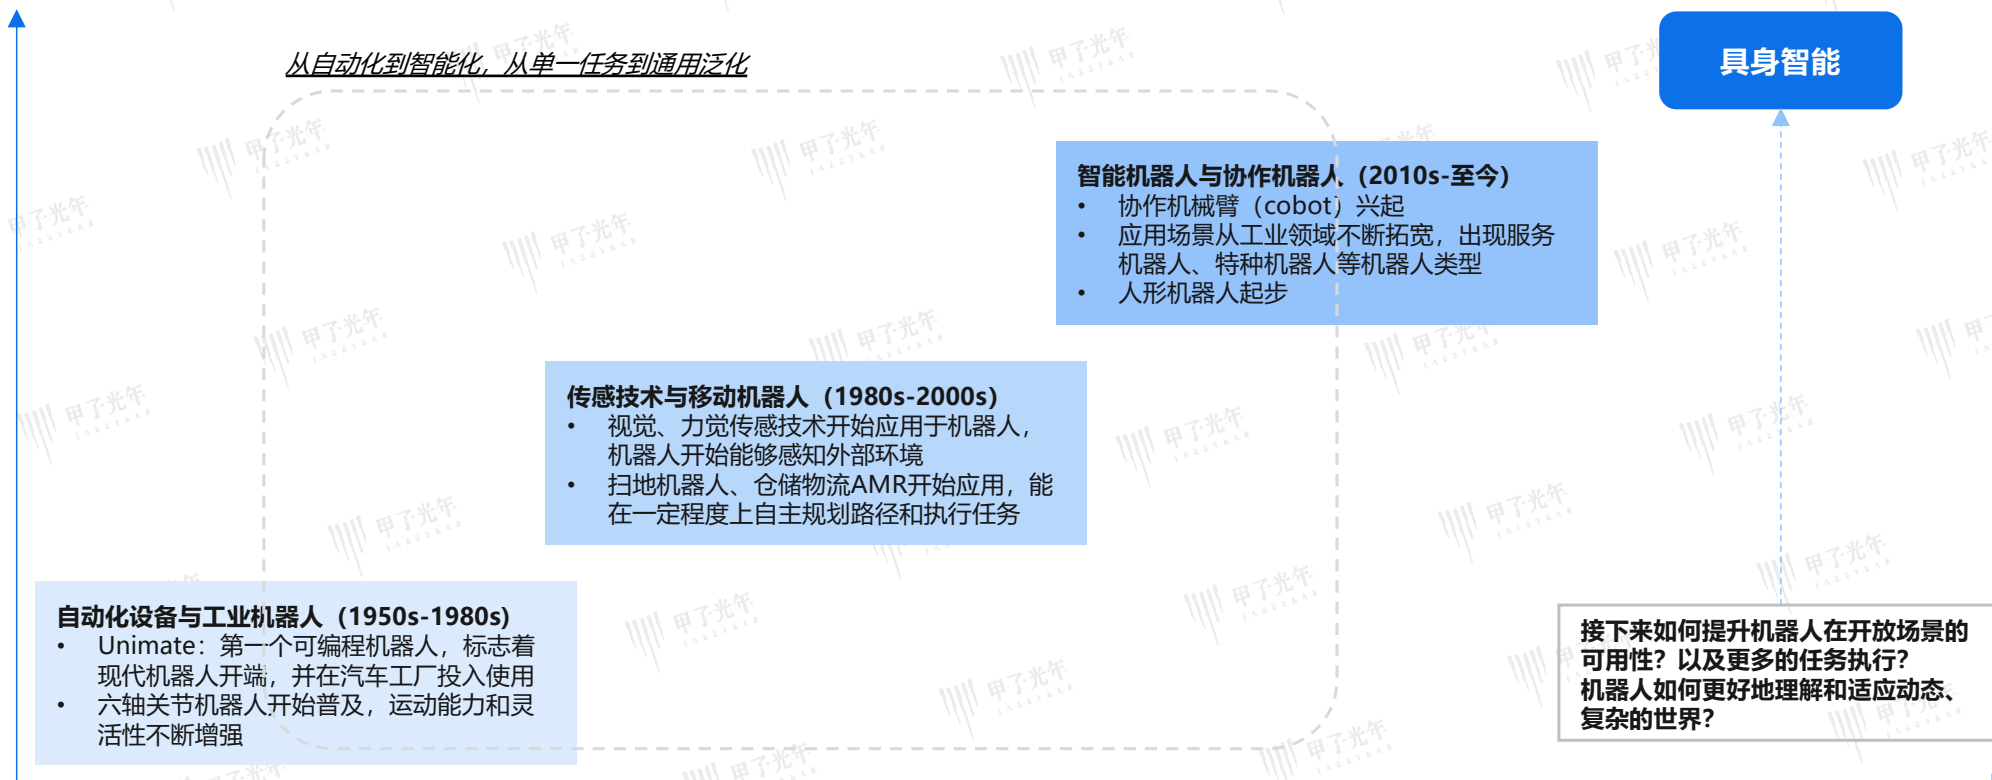 从自动化到智能化，从单一任务到通用泛化
具身智能
智能机器人与协作机器人（2010s-至今）
• 协作机械臂（cobot）兴起
• 应用场景从工业领域不断拓宽，出现服务
机器人、特种机器人等机器人类型
• 人形机器人起步
传感技术与移动机器人（1980s-2000s）
• 视觉、力觉传感技术开始应用于机器人，
机器人开始能够感知外部环境
• 扫地机器人、仓储物流AMR开始应用，能
在一定程度上自主规划路径和执行任务
自动化设备与工业机器人（1950s-1980s）
• Unimate：第一个可编程机器人，标志着
现代机器人开端，并在汽车工厂投入使用
• 六轴关节机器人开始普及，运动能力和灵
活性不断增强
接下来如何提升机器人在开放场景的
可用性？以及更多的任务执行？
机器人如何更好地理解和适应动态、
复杂的世界？
甲子光年
JAZZYEAR